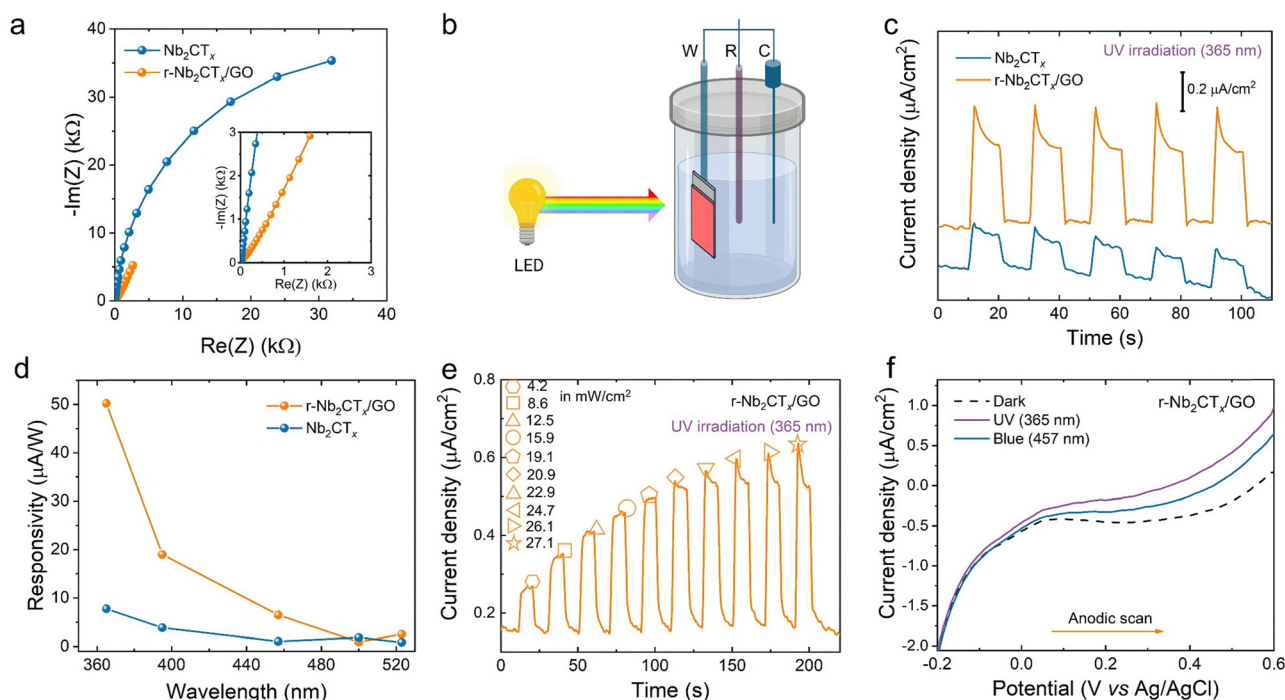 a
Nb₂CTₓ
r-Nb₂CTₓ/GO
-Im(Z) (kΩ)
40
30
20
10
0
0 10 20 30 40
Re(Z) (kΩ)
-Im(Z) (kΩ)
3
2
1
0
0 1 2 3
Re(Z) (kΩ)
b
W R C
LED
c
Nb₂CTₓ
r-Nb₂CTₓ/GO
UV irradiation (365 nm)
0.2 µA/cm²
Current density (µA/cm²)
0 20 40 60 80 100
Time (s)
d
r-Nb₂CTₓ/GO
Nb₂CTₓ
Responsivity (µA/W)
50
40
30
20
10
0
360 400 440 480 520
Wavelength (nm)
e
4.2
8.6
12.5
15.9
19.1
20.9
22.9
24.7
26.1
27.1
in mW/cm²
r-Nb₂CTₓ/GO
UV irradiation (365 nm)
Current density (µA/cm²)
0.8
0.6
0.4
0.2
0 25 50 75 100 125 150 175 200
Time (s)
f
Dark
UV (365 nm)
Blue (457 nm)
r-Nb₂CTₓ/GO
Current density (µA/cm²)
1.0
0.5
0.0
-0.5
-1.0
-1.5
-2.0
Anodic scan
-0.2 0.0 0.2 0.4 0.6
Potential (V vs Ag/AgCl)